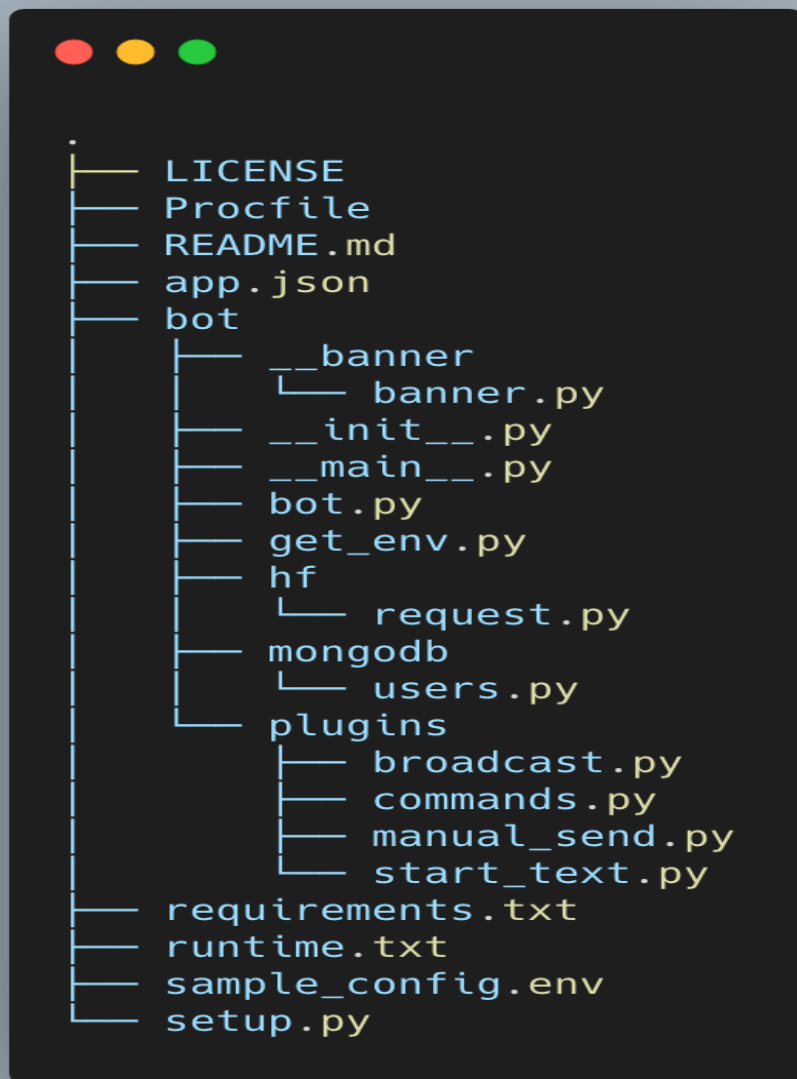 .
├── LICENSE
├── Procfile
├── README.md
├── app.json
├── bot
│   ├── __banner
│   │   └── banner.py
│   ├── __init__.py
│   ├── __main__.py
│   ├── bot.py
│   ├── get_env.py
│   ├── hf
│   │   └── request.py
│   ├── mongodb
│   │   └── users.py
│   └── plugins
│       ├── broadcast.py
│       ├── commands.py
│       ├── manual_send.py
│       └── start_text.py
├── requirements.txt
├── runtime.txt
├── sample_config.env
└── setup.py